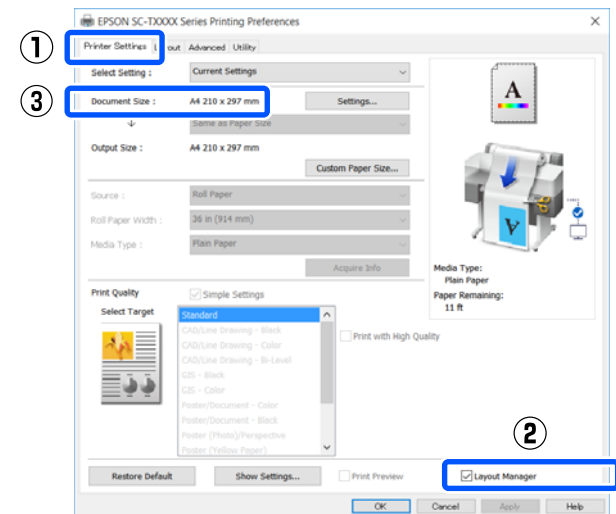 EPSON SC-TXXXX Series Printing Preferences
1
Printer Settings out Advanced Utility
Select Setting : Current Settings
3
Document Size : A4 210 x 297 mm Settings...
Same as Paper Size
Output Size : A4 210 x 297 mm
Custom Paper Size...
Source : Roll Paper
Roll Paper Width : 36 in (914 mm)
Media Type : Plain Paper
Acquire Info
A
Media Type:
Plain Paper
Paper Remaining:
11 ft
Print Quality Simple Settings
Select Target
Standard
CAD/Line Drawing - Black
CAD/Line Drawing - Color
CAD/Line Drawing - Bi-Level
GIS - Black
GIS - Color
Poster/Document - Color
Poster/Document - Black
Poster (Photo)/Perspective
Poster (Yellow Paper)
Print with High Quality
2
Restore Default Show Settings... Print Preview Layout Manager
OK Cancel Apply Help